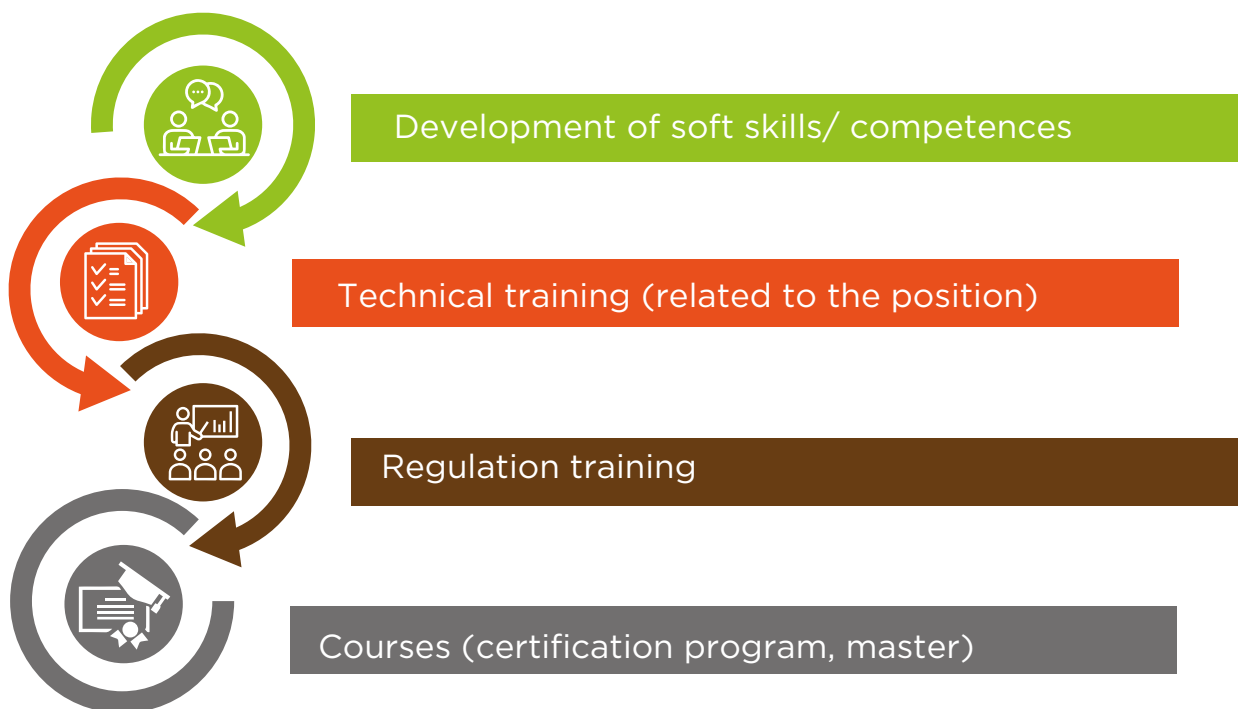 Development of soft skills/ competences
Technical training (related to the position)
Regulation training
Courses (certification program, master)